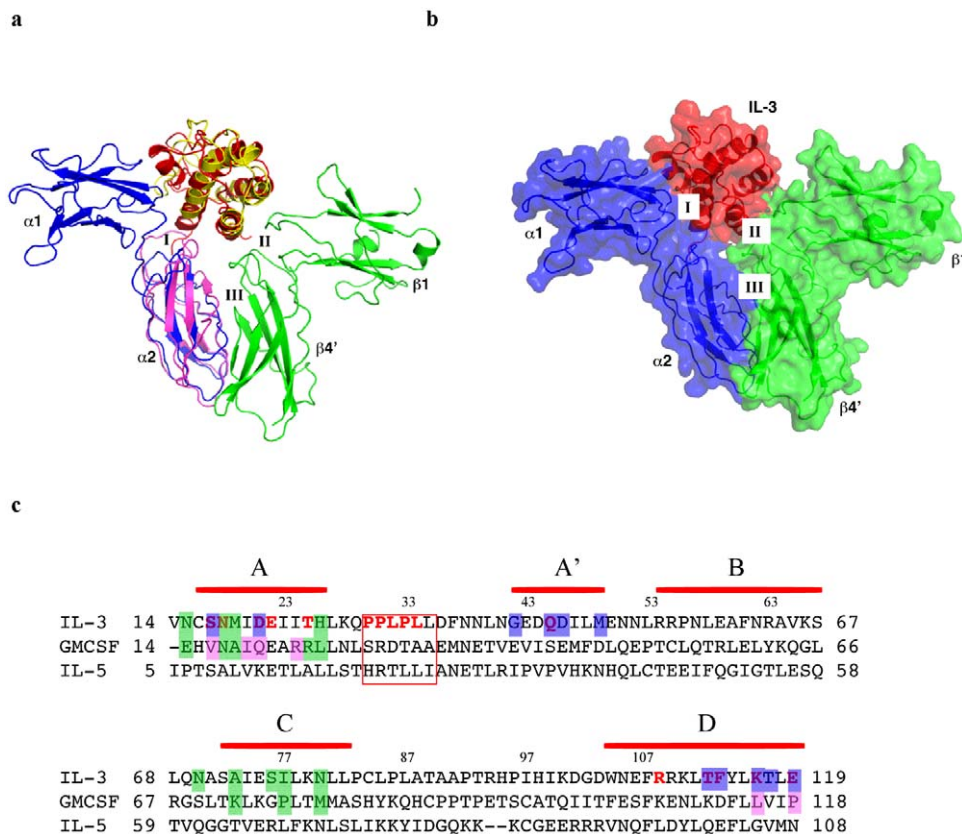 a
b
IL-3
α1
I
II
III
β1
α2
β4'
α1
I
II
III
α2
β4'
c
A A' B
23 33 43 53 63
IL-3 14 VNCSNMIDEIITHLKQPPLPLLDFNNLNGEDQDILMENNLRRPNLEAFNRAVKS 67
GMCSF 14 -EHVNAIQEARRLLNLSRDTAAEMNETVEVISEMFDLQEPTCLQTRLELYKQGL 66
IL-5 5 IPTSALVKETLALLSTHRTLLIANETLRIPVPVHKNHQLCTEEIFQGIGTLESQ 58
C D
77 87 97 107
IL-3 68 LQNASAIESILKNLLPCLPLATAAPTRHPIHIKDGDWNEFRRKLTFYLKTLE 119
GMCSF 67 RGSLTKLKGPLTMMASHYKQHCPPTPETSCATQIITFESFKENLKDFLLVIP 118
IL-5 59 TVQGGTVERLFKNLSLIKKYIDGQKK--KCGEERRRVNQFLDYLQEFLGVMN 108